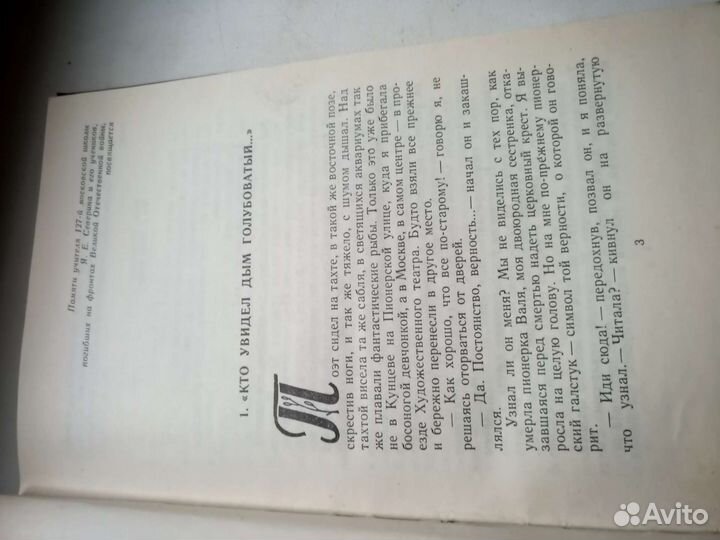 Памяти учителя 127-й московской школы
Я. Е. Северина и его учеников,
погибших на фронтах Великой Отечественной войны,
посвящается
1. «КТО УВИДЕЛ ДЫМ ГОЛУБОВАТЫЙ...»
Поэт сидел на тахте, в такой же восточной позе,
скрестив ноги, и так же тяжело, с шумом дышал. Над
тахтой висела та же сабля, в светящихся аквариумах так
же плавали фантастические рыбы. Только это уже было
не в Кунцеве на Пионерской улице, куда я прибегала
босоногой девчонкой, а в Москве, в самом центре — в про-
езде Художественного театра. Будто взяли все прежнее
и бережно перенесли в другое место.
— Как хорошо, что все по-старому! — говорю я, не
решаясь оторваться от дверей.
— Да. Постоянство, верность...— начал он и закаш-
лялся.
Узнал ли он меня? Мы не виделись с тех пор, как
умерла пионерка Валя, моя двоюродная сестренка, отка-
завшаяся перед смертью надеть церковный крест. Я вы-
росла на целую голову. Но на мне по-прежнему пионер-
ский галстук — символ той верности, о которой он гово-
рит.
— Иди сюда! — передохнув, позвал он, и я поняла,
что узнал.— Читала? — кивнул он на развернутую
3
Avito